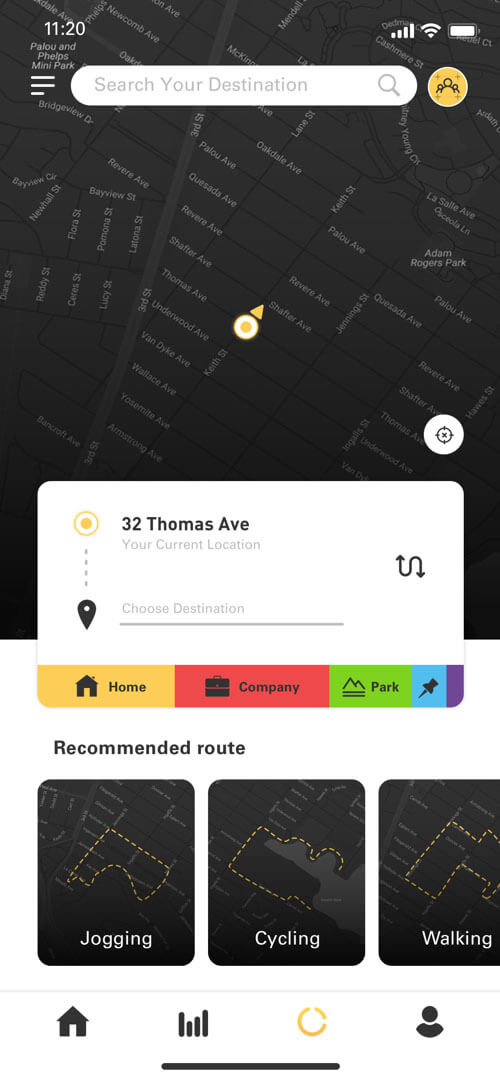 11:20
Newcomb Ave
Mendell
Palou and
Phelps
Mini Park
Cashmere St
Search Your Destination
Bridgeview Dr
3rd St
Lane St
Palou Ave
Oakdale Ave
La Salle Ave
Osceola Ln
Bayview Cir
Revere Ave
Quesada Ave
Keith St
Newhall St
Bayview St
Revere Ave
Palou Ave
Flora St
Pomona St
Latona St
Shafter Ave
Adam
Rogers Park
Diana St
Reddy St
Ceres St
Lucy St
3rd St
Thomas Ave
Revere Ave
Quesada Ave
Palou Ave
Underwood Ave
Shafter Ave
Jennings St
Van Dyke Ave
Keith St
Wallace Ave
Revere Ave
Yosemite Ave
Shafter Ave
Hawes St
Bancroft Ave
Armstrong Ave
3rd St
Ingalls St
Thomas Ave
Underwood Ave
Van D
32 Thomas Ave
Your Current Location
Choose Destination
Home
Company
Park
Recommended route
Jogging
Cycling
Walking